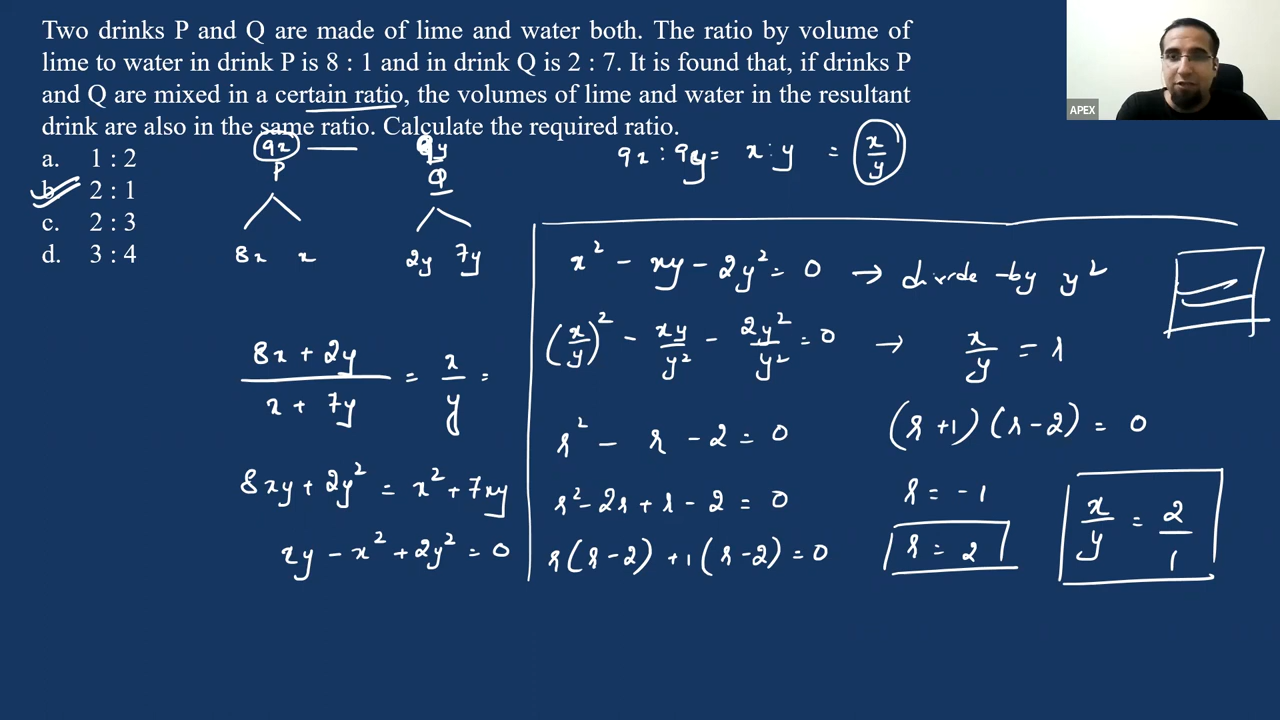 Two drinks P and Q are made of lime and water both. The ratio by volume of
lime to water in drink P is 8 : 1 and in drink Q is 2 : 7. It is found that, if drinks P
and Q are mixed in a certain ratio, the volumes of lime and water in the resultant
drink are also in the same ratio. Calculate the required ratio.
APEX
a. 1 : 2
b. 2 : 1
c. 2 : 3
d. 3 : 4
9x 9y
P Q
8x x 2y 7y
9x : 9y = x : y = x/y
(8x + 2y)/(x + 7y) = x/y =
8xy + 2y² = x² + 7xy
xy - x² + 2y² = 0
x² - xy - 2y² = 0 → divide by y²
(x/y)² - xy/y² - 2y²/y² = 0 → x/y = r
r² - r - 2 = 0
r² - 2r + r - 2 = 0
r(r - 2) + 1(r - 2) = 0
(r + 1)(r - 2) = 0
r = -1
r = 2
x/y = 2/1